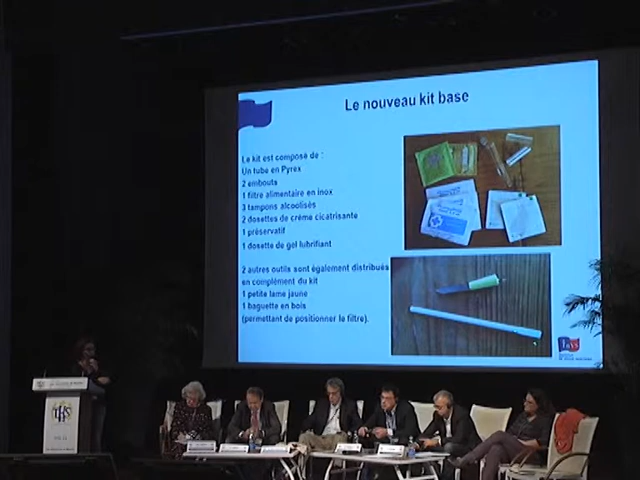 Le nouveau kit base
Le kit est composé de :
Un tube en Pyrex
2 embouts
1 filtre alimentaire en inox
3 tampons alcoolisés
2 dosettes de crème cicatrisante
1 préservatif
1 dosette de gel lubrifiant
2 autres outils sont également distribués
en complément du kit
1 petite lame jaune
1 baguette en bois
(permettant de positionner le filtre).